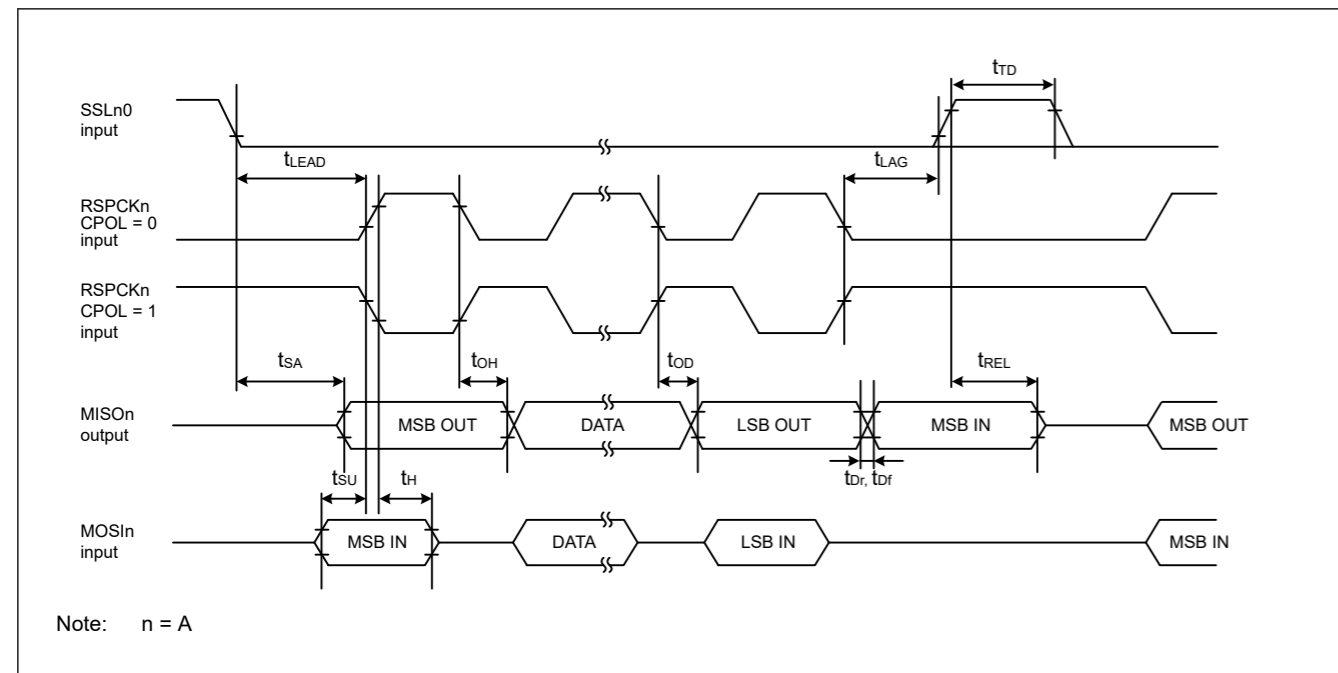 tTD
SSLn0
input
tLEAD
tLAG
RSPCKn
CPOL = 0
input
RSPCKn
CPOL = 1
input
tSA
tOH
tOD
tREL
MISOn
output
MSB OUT
DATA
LSB OUT
MSB IN
MSB OUT
tSU
tH
tDr, tDf
MOSIn
input
MSB IN
DATA
LSB IN
MSB IN
Note: n = A